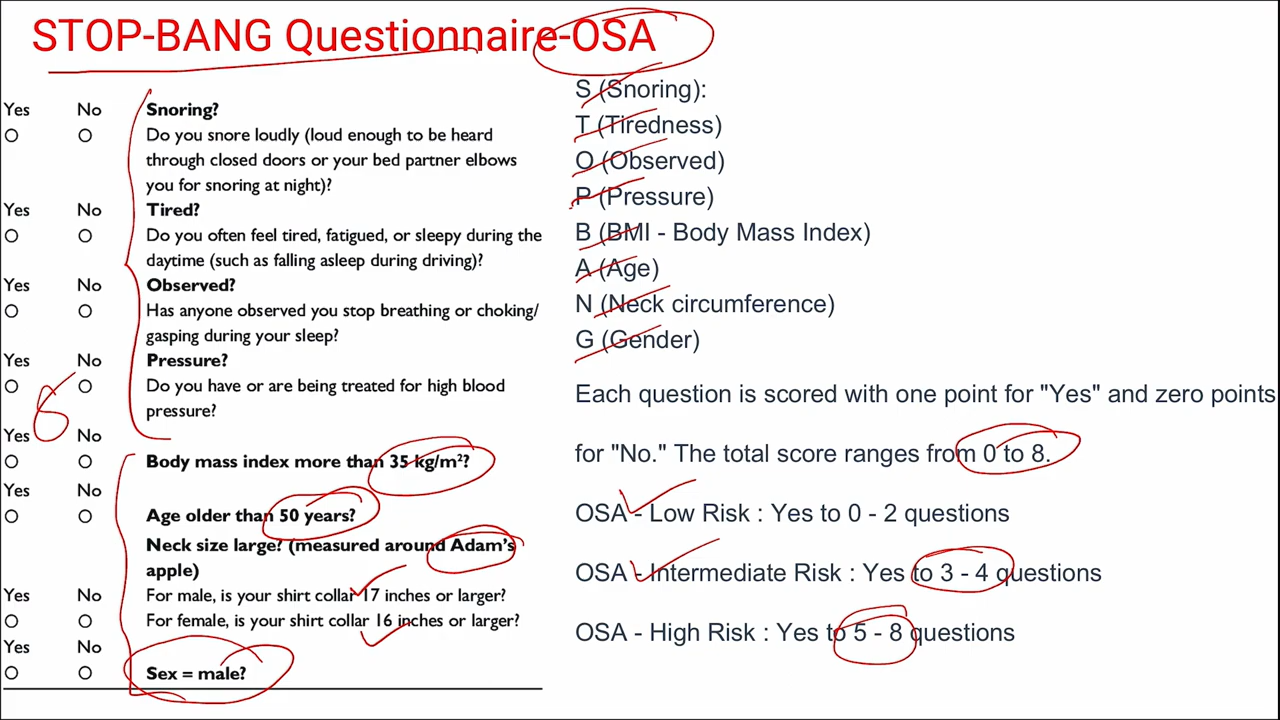 STOP-BANG Questionnaire-OSA
Yes No Snoring?
Do you snore loudly (loud enough to be heard
through closed doors or your bed partner elbows
you for snoring at night)?
Yes No Tired?
Do you often feel tired, fatigued, or sleepy during the
daytime (such as falling asleep during driving)?
Yes No Observed?
Has anyone observed you stop breathing or choking/
gasping during your sleep?
Yes No Pressure?
Do you have or are being treated for high blood
pressure?
Yes No
Body mass index more than 35 kg/m²?
Yes No
Age older than 50 years?
Neck size large? (measured around Adam's
apple)
Yes No For male, is your shirt collar 17 inches or larger?
For female, is your shirt collar 16 inches or larger?
Yes No
Sex = male?
6
S (Snoring):
T (Tiredness)
O (Observed)
P (Pressure)
B (BMI - Body Mass Index)
A (Age)
N (Neck circumference)
G (Gender)
Each question is scored with one point for "Yes" and zero points
for "No." The total score ranges from 0 to 8.
OSA - Low Risk : Yes to 0 - 2 questions
OSA - Intermediate Risk : Yes to 3 - 4 questions
OSA - High Risk : Yes to 5 - 8 questions